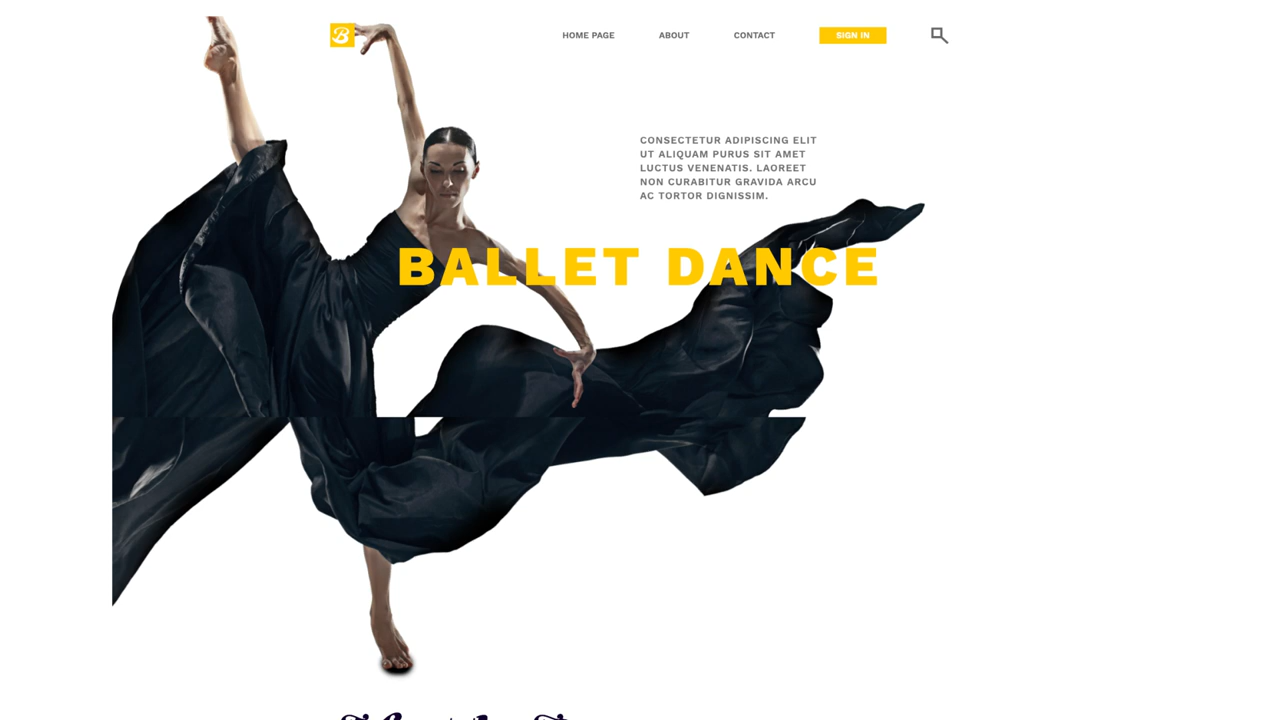 B
HOME PAGE
ABOUT
CONTACT
SIGN IN
CONSECTETUR ADIPISCING ELIT
UT ALIQUAM PURUS SIT AMET
LUCTUS VENENATIS. LAOREET
NON CURABITUR GRAVIDA ARCU
AC TORTOR DIGNISSIM.
BALLET DANCE